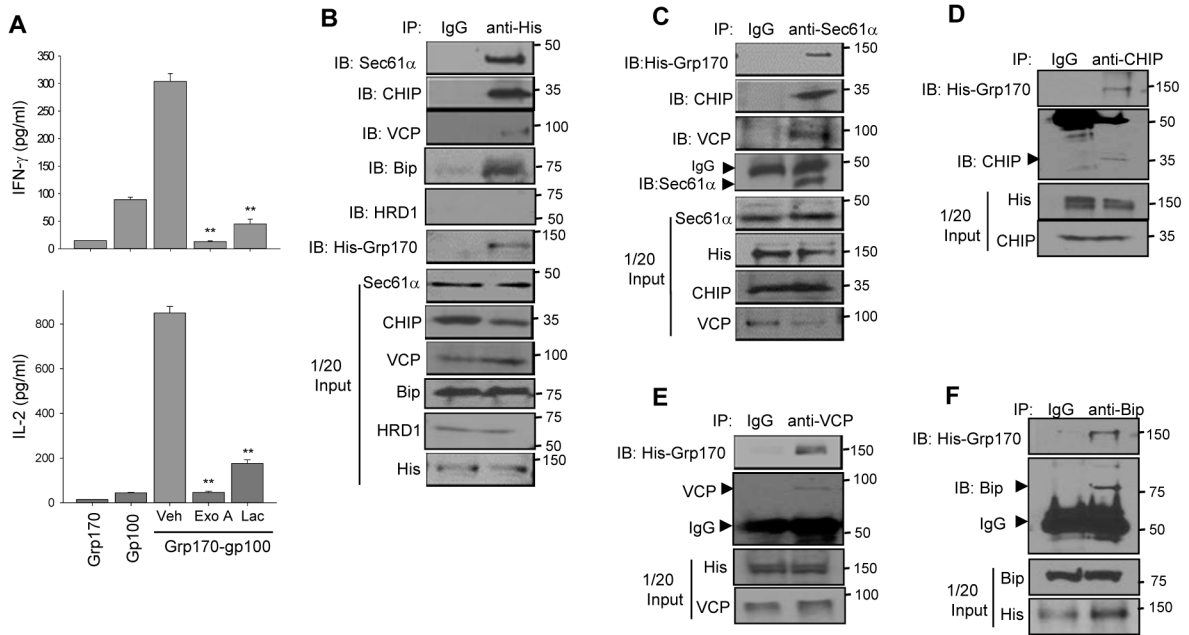 A
IFN-γ (pg/ml)
350
300
250
200
150
100
50
0
**
**
IL-2 (pg/ml)
800
600
400
200
0
**
**
Grp170
Gp100
Veh Exo A Lac
Grp170-gp100
B
IP: IgG anti-His
IB: Sec61α 50
IB: CHIP 35
IB: VCP 100
IB: Bip 75
IB: HRD1 75
50
IB: His-Grp170 150
Sec61α 50
CHIP 35
VCP 100
Bip 75
HRD1 75
50
His 150
1/20
Input
C
IP: IgG anti-Sec61α
IB:His-Grp170 150
IB: CHIP 35
IB: VCP 100
IgG 50
IB:Sec61α
Sec61α 50
His 150
CHIP 35
VCP 100
1/20
Input
D
IP: IgG anti-CHIP
IB: His-Grp170 150
50
IB: CHIP 35
His 150
CHIP 35
1/20
Input
E
IP: IgG anti-VCP
IB: His-Grp170 150
VCP 100
IgG 50
His 150
VCP 100
1/20
Input
F
IP: IgG anti-Bip
IB: His-Grp170 150
IB: Bip 75
IgG 50
Bip 75
His 150
1/20
Input